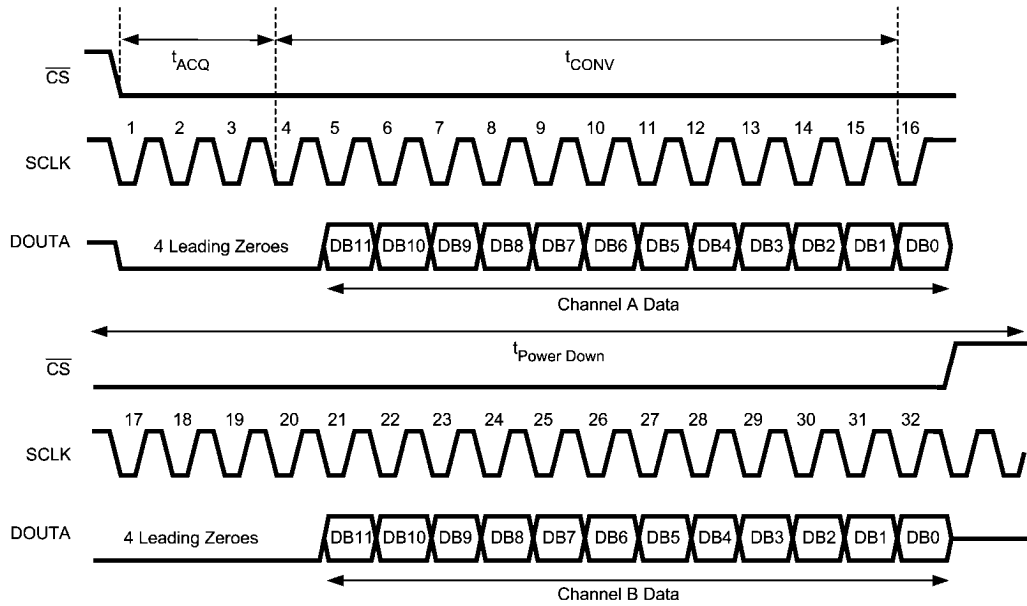 tACQ
tCONV
CS
1 2 3 4 5 6 7 8 9 10 11 12 13 14 15 16
SCLK
DOUTA
4 Leading Zeroes DB11 DB10 DB9 DB8 DB7 DB6 DB5 DB4 DB3 DB2 DB1 DB0
Channel A Data
tPower Down
CS
17 18 19 20 21 22 23 24 25 26 27 28 29 30 31 32
SCLK
DOUTA
4 Leading Zeroes DB11 DB10 DB9 DB8 DB7 DB6 DB5 DB4 DB3 DB2 DB1 DB0
Channel B Data